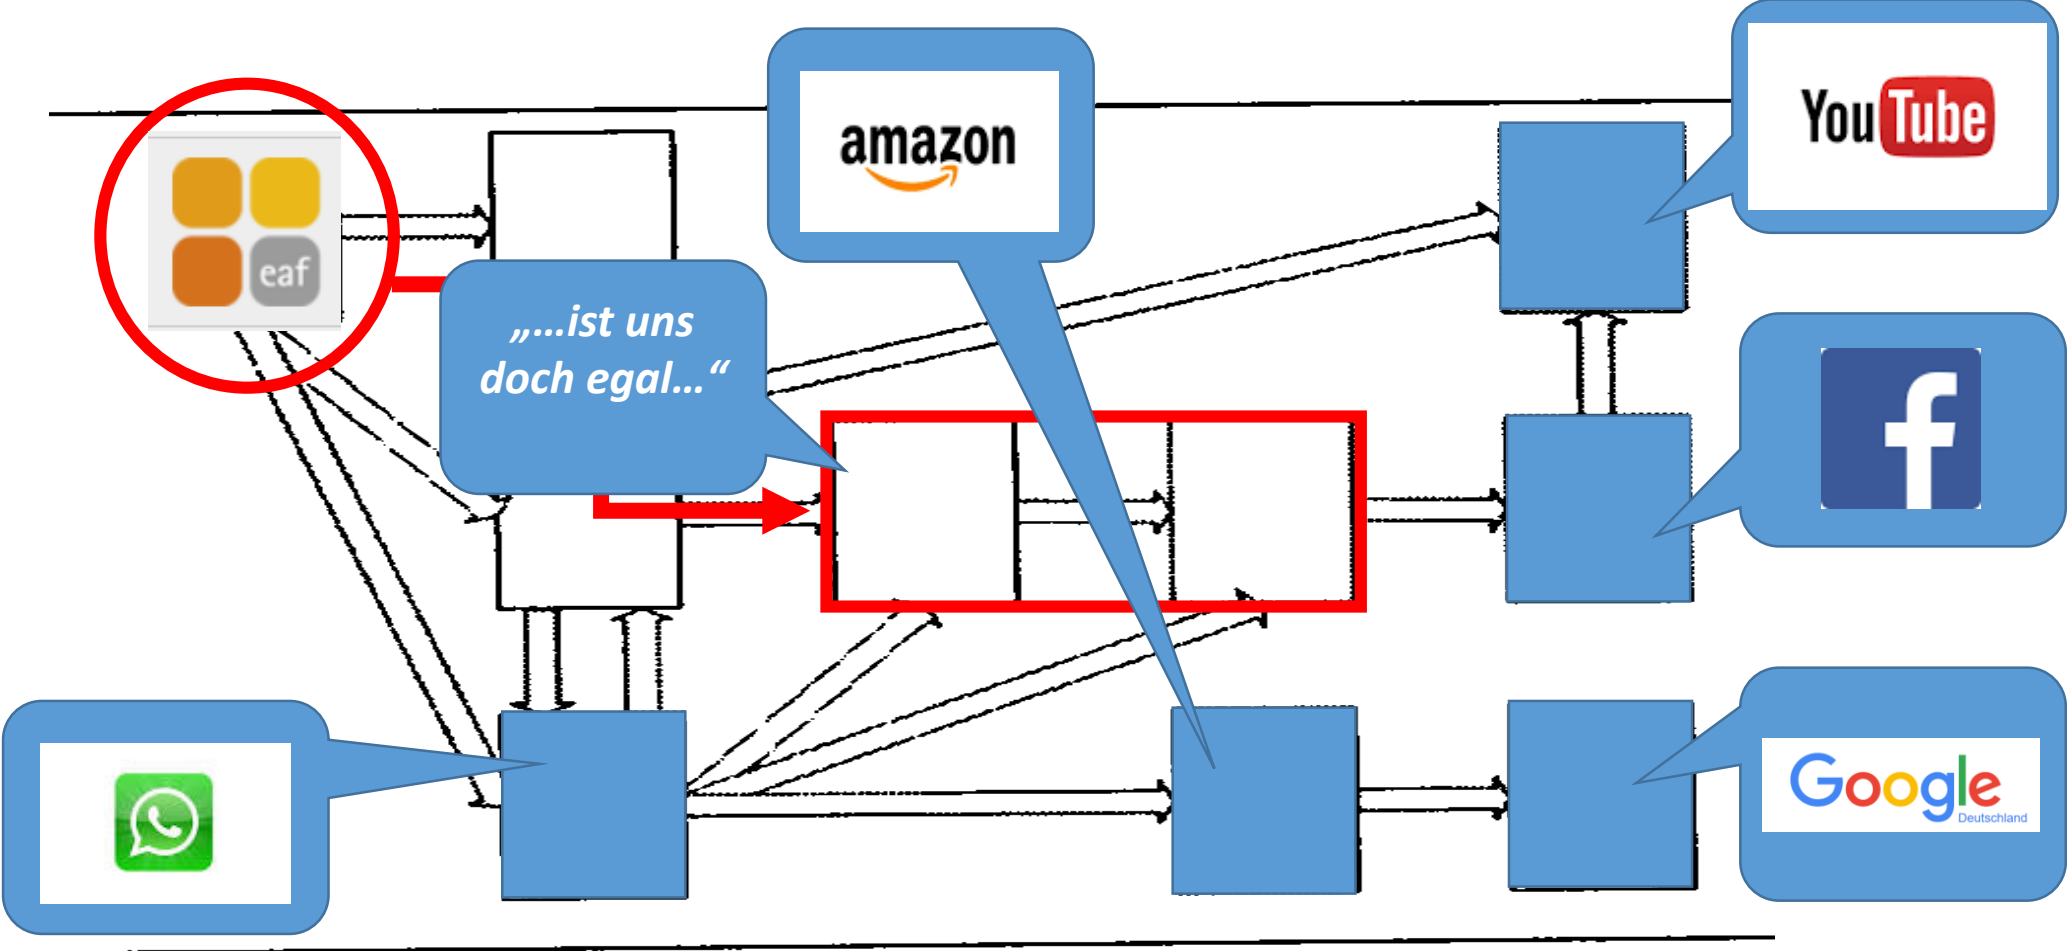 amazon
YouTube
eaf
„…ist uns
doch egal…“
f
Google
Deutschland